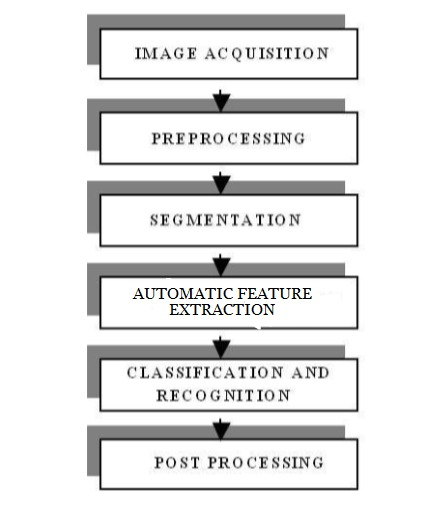 IMAGE ACQUISITION
PREPROCESSING
SEGMENTATION
AUTOMATIC FEATURE
EXTRACTION
CLASSIFICATION AND
RECOGNITION
POST PROCESSING